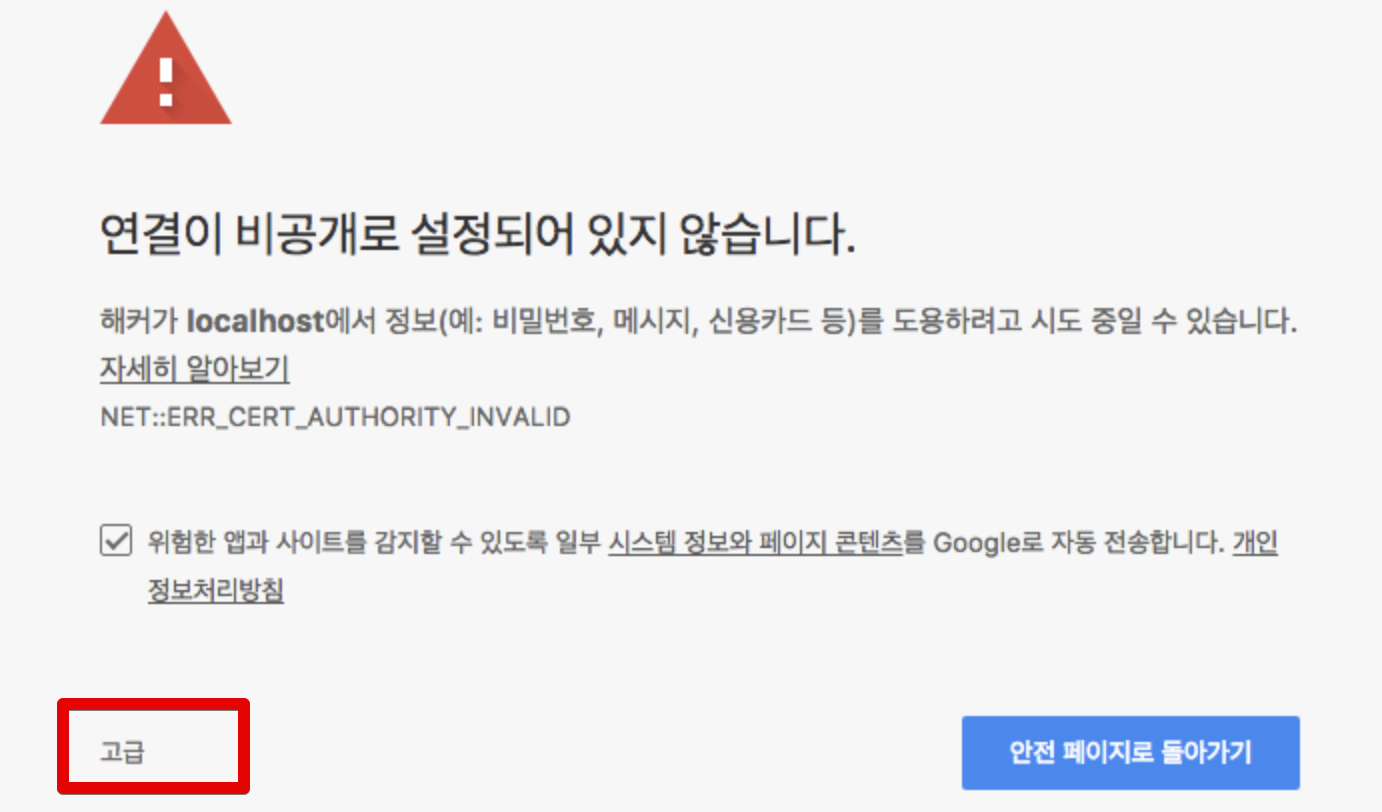 연결이 비공개로 설정되어 있지 않습니다.
해커가 localhost에서 정보(예: 비밀번호, 메시지, 신용카드 등)를 도용하려고 시도 중일 수 있습니다.
자세히 알아보기
NET::ERR_CERT_AUTHORITY_INVALID
위험한 앱과 사이트를 감지할 수 있도록 일부 시스템 정보와 페이지 콘텐츠를 Google로 자동 전송합니다. 개인
정보처리방침
고급
안전 페이지로 돌아가기